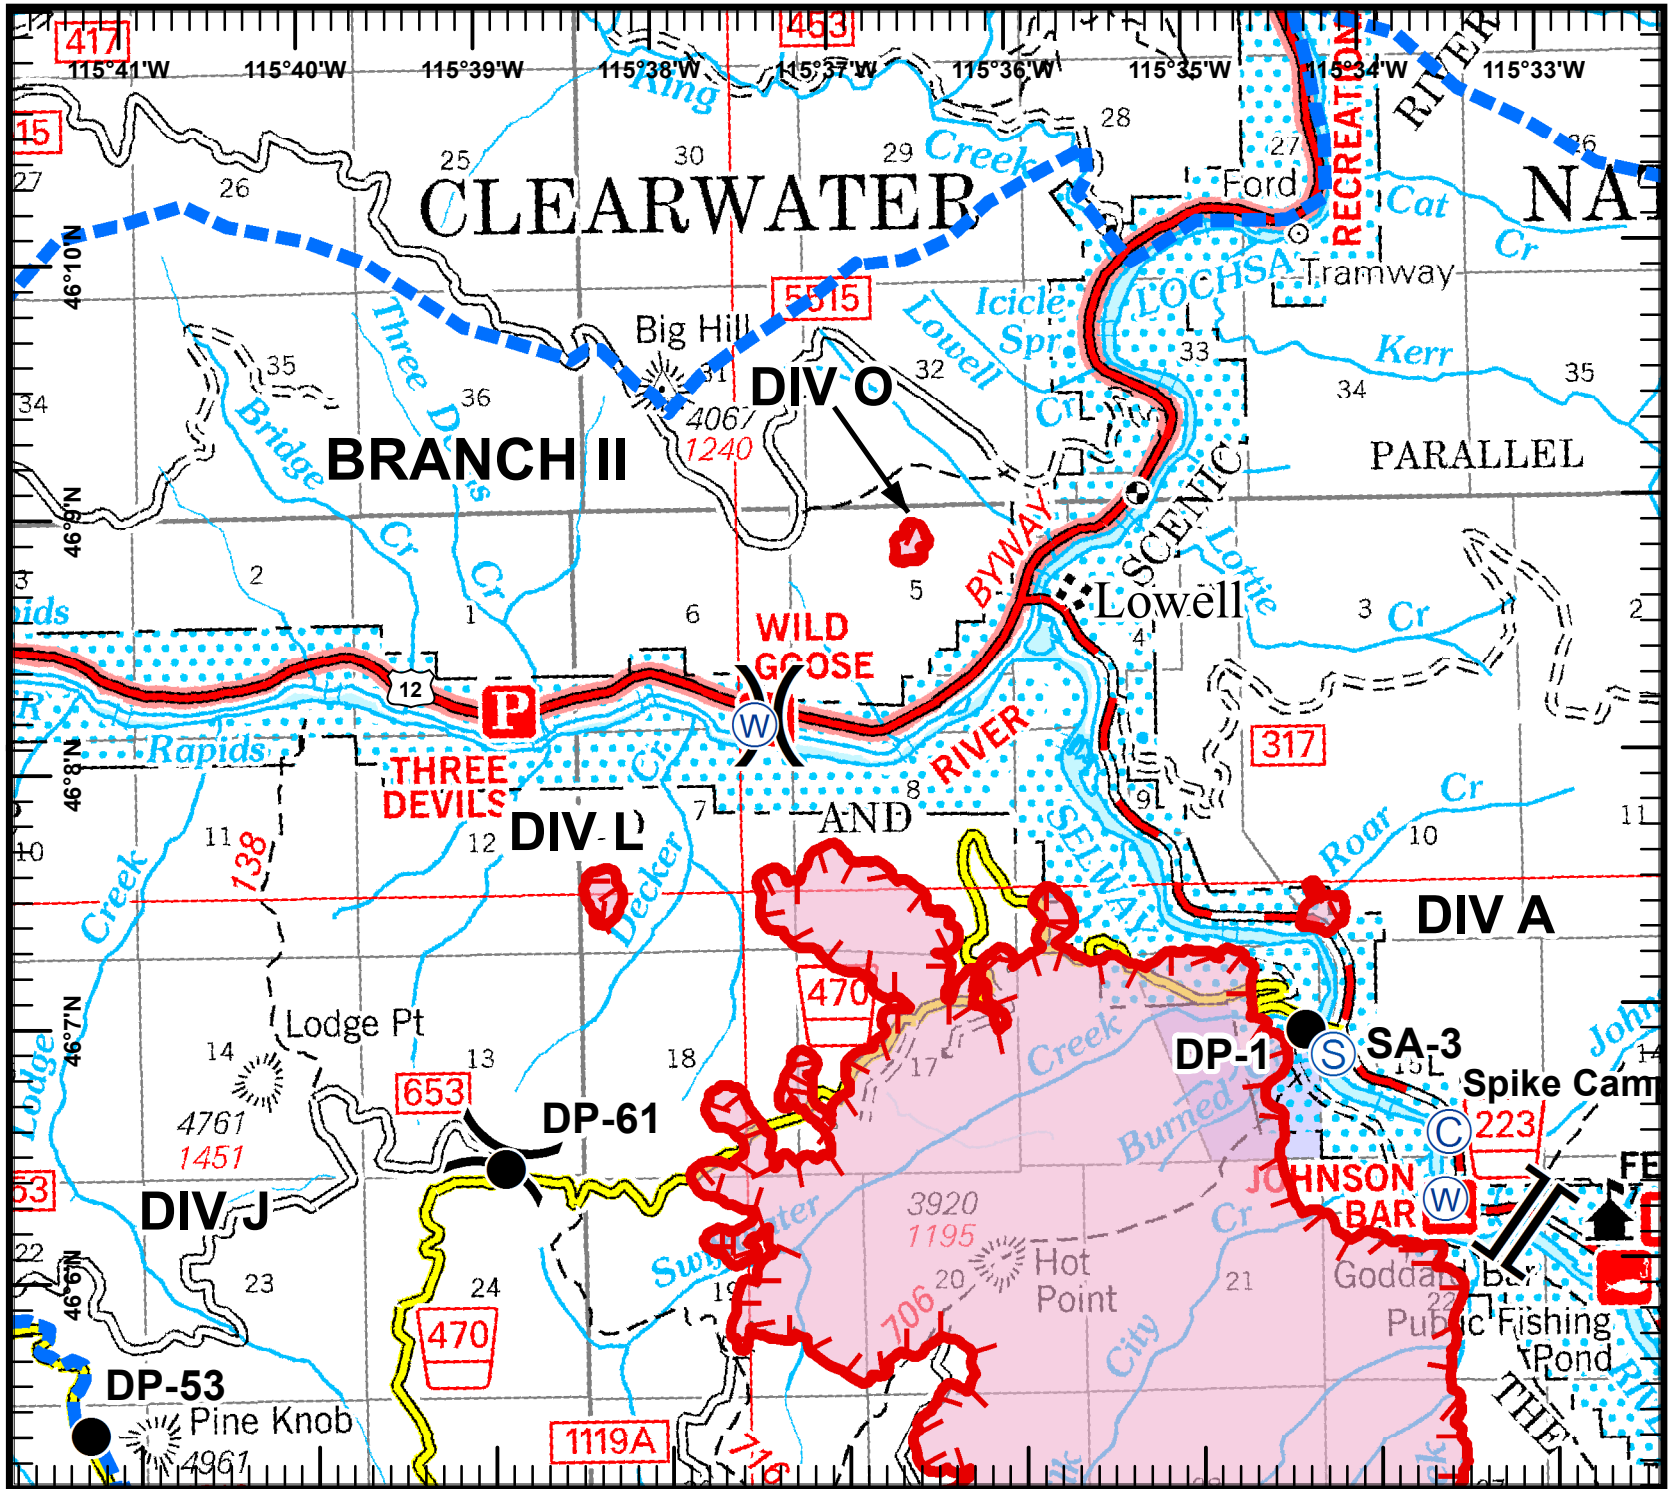 417
453
115°41'W
115°40'W
115°39'W
115°38'W
115°37'W
115°36'W
115°35'W
115°34'W
115°33'W
King
RECREATION
RIVER
15
28
25
30
29
Creek
27
26
27
26
Ford
CLEARWATER
NAT
Cat
Cr
46°10'N
LOCHSA
Tramway
5515
Icicle
Spr
Three Devils
Cr
Big Hill
Lowell
Cr
33
Kerr
35
36
31
32
34
35
34
DIV O
4067
1240
Bridge
Cr
BRANCH II
PARALLEL
46°9'N
BYWAY
SCENIC
Lottie
Cr
3
2
1
6
5
Lowell
4
3
2
pids
WILD
GOOSE
12
P
W
R
Rapids
RIVER
317
46°8'N
THREE
DEVILS
Cr
8
9
Cr
7
AND
DIV L
SELWAY
10
11
138
12
Decker
Roar
10
11
Creek
DIV A
470
46°7'N
Lodge Pt
14
13
18
17
Creek
DP-1
S
SA-3
15
John
14
Lodge
653
DP-61
Spike Cam
4761
1451
Burned
C
223
53
JOHNSON
BAR
W
FE
DIV J
3920
1195
Cr
22
46°6'N
23
24
19
20
Hot
Point
21
Goddard Bar
22
Public Fishing
Pond
470
706
City
DP-53
Pine Knob
4961
1119A
716
THE
RIV